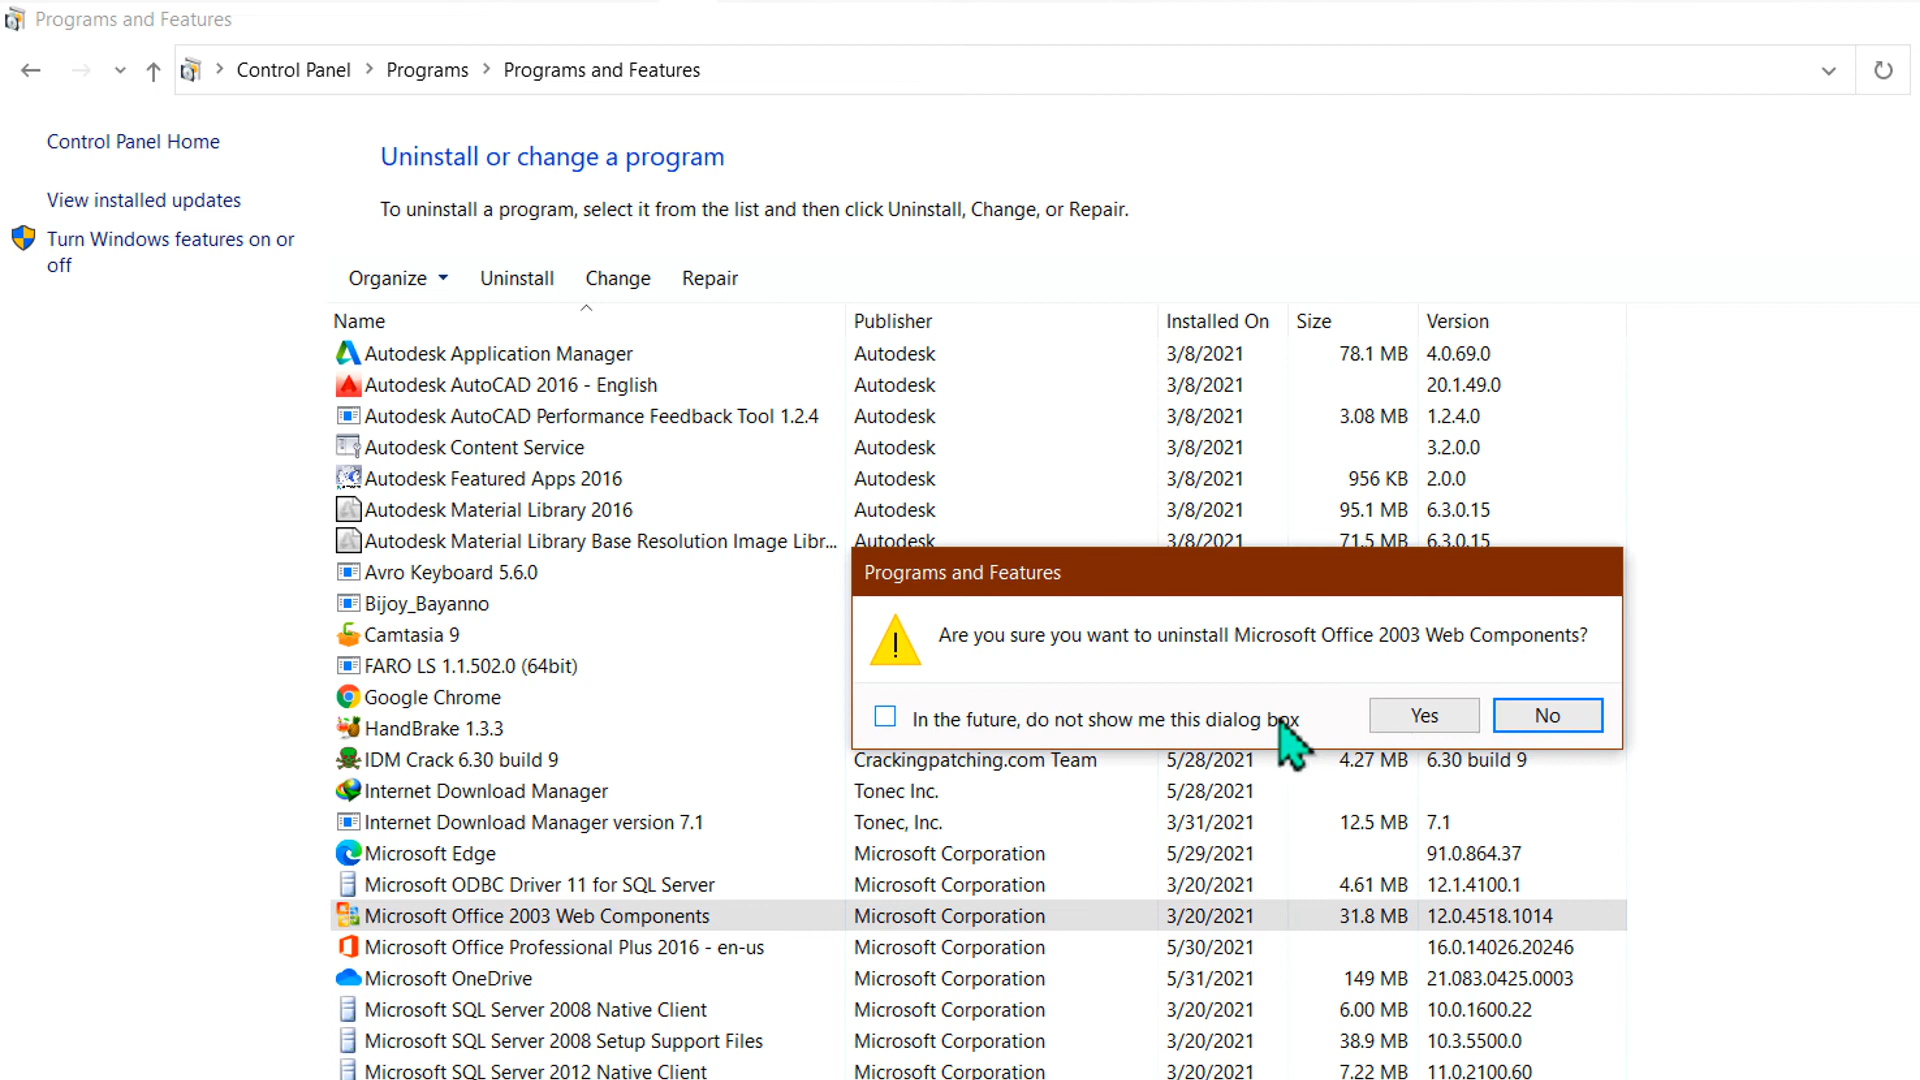 Programs and Features
Control Panel Programs Programs and Features
Control Panel Home
View installed updates
Turn Windows features on or
off
Uninstall or change a program
To uninstall a program, select it from the list and then click Uninstall, Change, or Repair.
Organize Uninstall Change Repair
Name Publisher Installed On Size Version
Autodesk Application Manager Autodesk 3/8/2021 78.1 MB 4.0.69.0
Autodesk AutoCAD 2016 - English Autodesk 3/8/2021 20.1.49.0
Autodesk AutoCAD Performance Feedback Tool 1.2.4 Autodesk 3/8/2021 3.08 MB 1.2.4.0
Autodesk Content Service Autodesk 3/8/2021 3.2.0.0
Autodesk Featured Apps 2016 Autodesk 3/8/2021 956 KB 2.0.0
Autodesk Material Library 2016 Autodesk 3/8/2021 95.1 MB 6.3.0.15
Autodesk Material Library Base Resolution Image Libr... Autodesk 3/8/2021 71.5 MB 6.3.0.15
Avro Keyboard 5.6.0
Bijoy_Bayanno
Camtasia 9
FARO LS 1.1.502.0 (64bit)
Google Chrome
HandBrake 1.3.3
Programs and Features
Are you sure you want to uninstall Microsoft Office 2003 Web Components?
In the future, do not show me this dialog box Yes No
IDM Crack 6.30 build 9 Crackingpatching.com Team 5/28/2021 4.27 MB 6.30 build 9
Internet Download Manager Tonec Inc. 5/28/2021
Internet Download Manager version 7.1 Tonec, Inc. 3/31/2021 12.5 MB 7.1
Microsoft Edge Microsoft Corporation 5/29/2021 91.0.864.37
Microsoft ODBC Driver 11 for SQL Server Microsoft Corporation 3/20/2021 4.61 MB 12.1.4100.1
Microsoft Office 2003 Web Components Microsoft Corporation 3/20/2021 31.8 MB 12.0.4518.1014
Microsoft Office Professional Plus 2016 - en-us Microsoft Corporation 5/30/2021 16.0.14026.20246
Microsoft OneDrive Microsoft Corporation 5/31/2021 149 MB 21.083.0425.0003
Microsoft SQL Server 2008 Native Client Microsoft Corporation 3/20/2021 6.00 MB 10.0.1600.22
Microsoft SQL Server 2008 Setup Support Files Microsoft Corporation 3/20/2021 38.9 MB 10.3.5500.0
Microsoft SQL Server 2012 Native Client Microsoft Corporation 3/20/2021 7.22 MB 11.0.2100.60